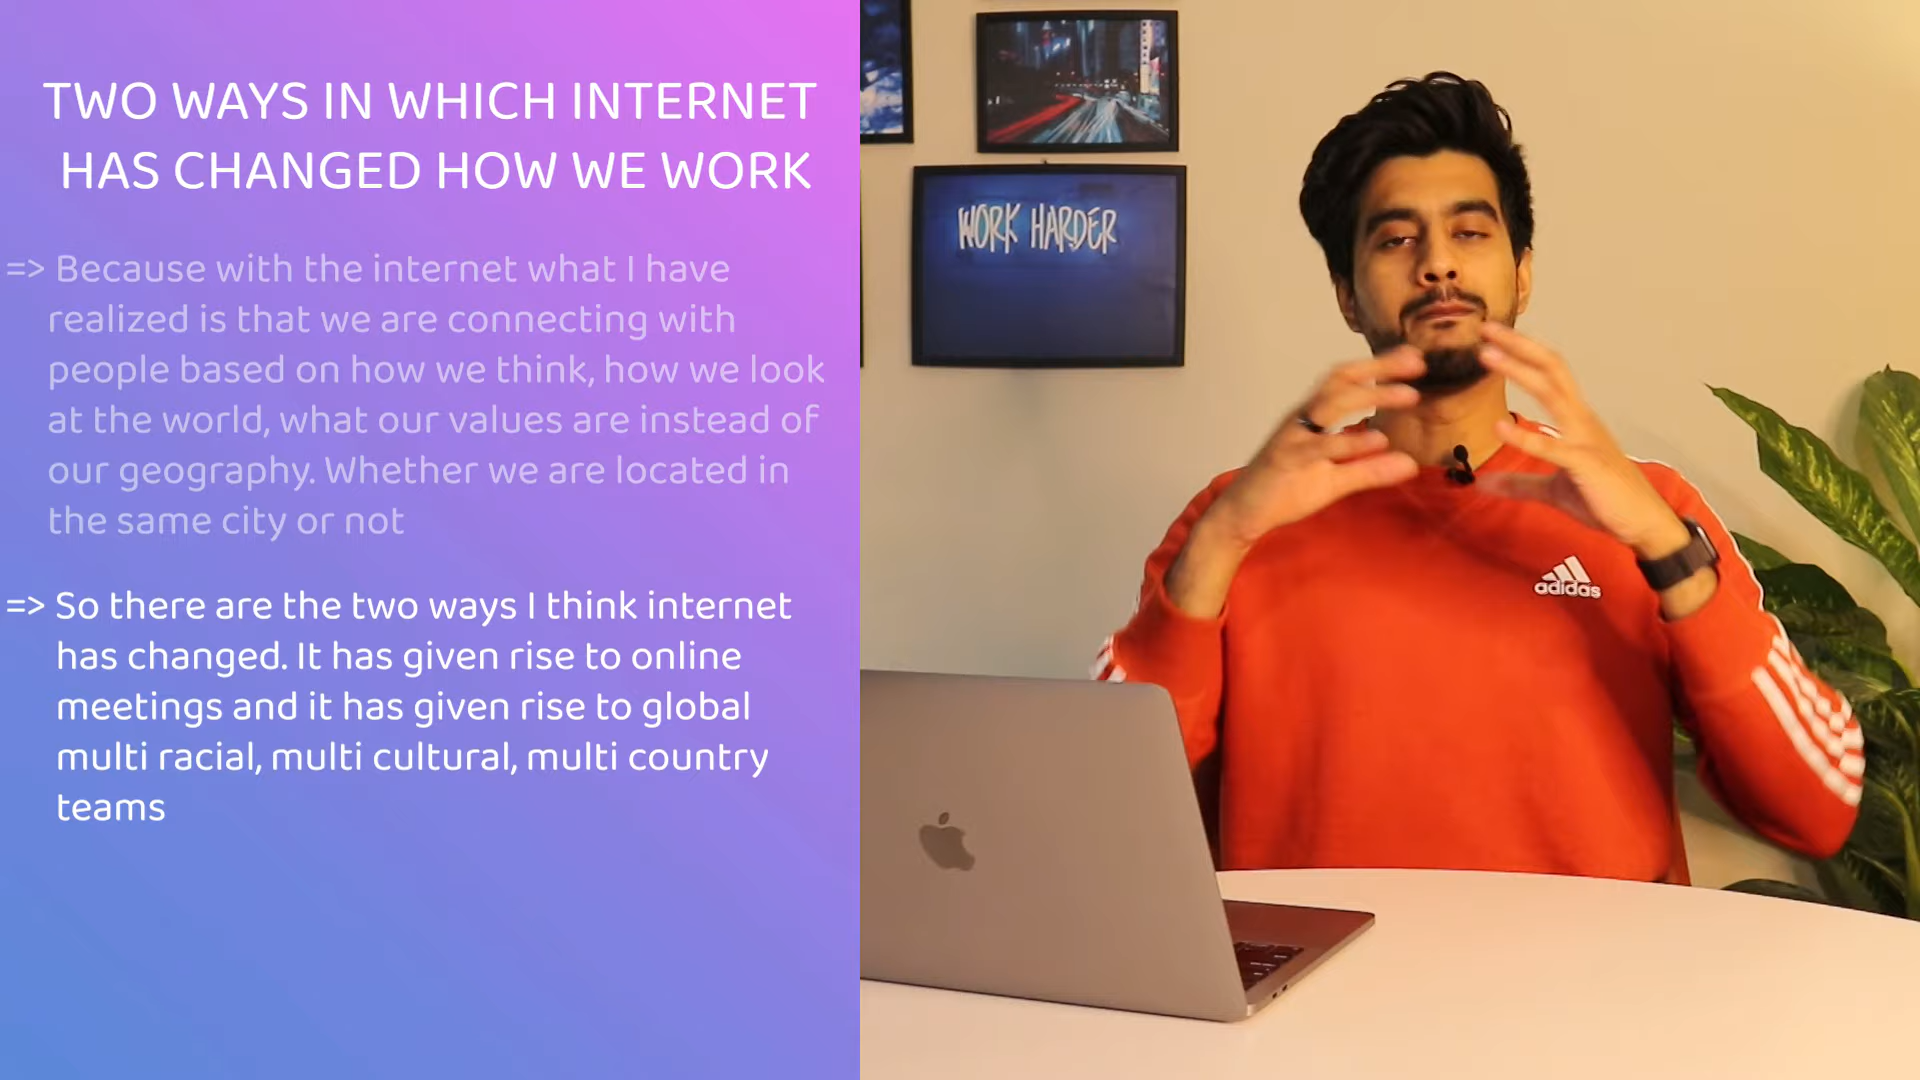 TWO WAYS IN WHICH INTERNET
HAS CHANGED HOW WE WORK
=> Because with the internet what I have
realized is that we are connecting with
people based on how we think, how we look
at the world, what our values are instead of
our geography. Whether we are located in
the same city or not
=> So there are the two ways I think internet
has changed. It has given rise to online
meetings and it has given rise to global
multi racial, multi cultural, multi country
teams
WORK HARDER
adidas